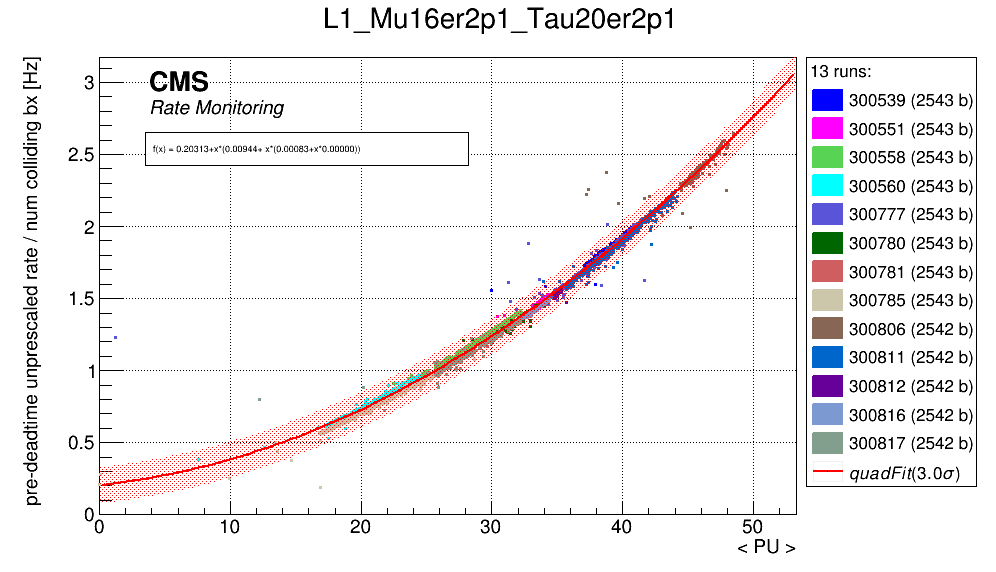 L1_Mu16er2p1_Tau20er2p1
pre-deadtime unprescaled rate / num colliding bx [Hz]
CMS
Rate Monitoring
f(x) = 0.20313+x*(0.00944+ x*(0.00083+x*0.00000))
3
2.5
2
1.5
1
0.5
0
0 10 20 30 40 50
< PU >
13 runs:
300539 (2543 b)
300551 (2543 b)
300558 (2543 b)
300560 (2543 b)
300777 (2543 b)
300780 (2543 b)
300781 (2543 b)
300785 (2543 b)
300806 (2542 b)
300811 (2542 b)
300812 (2542 b)
300816 (2542 b)
300817 (2542 b)
quadFit(3.0σ)